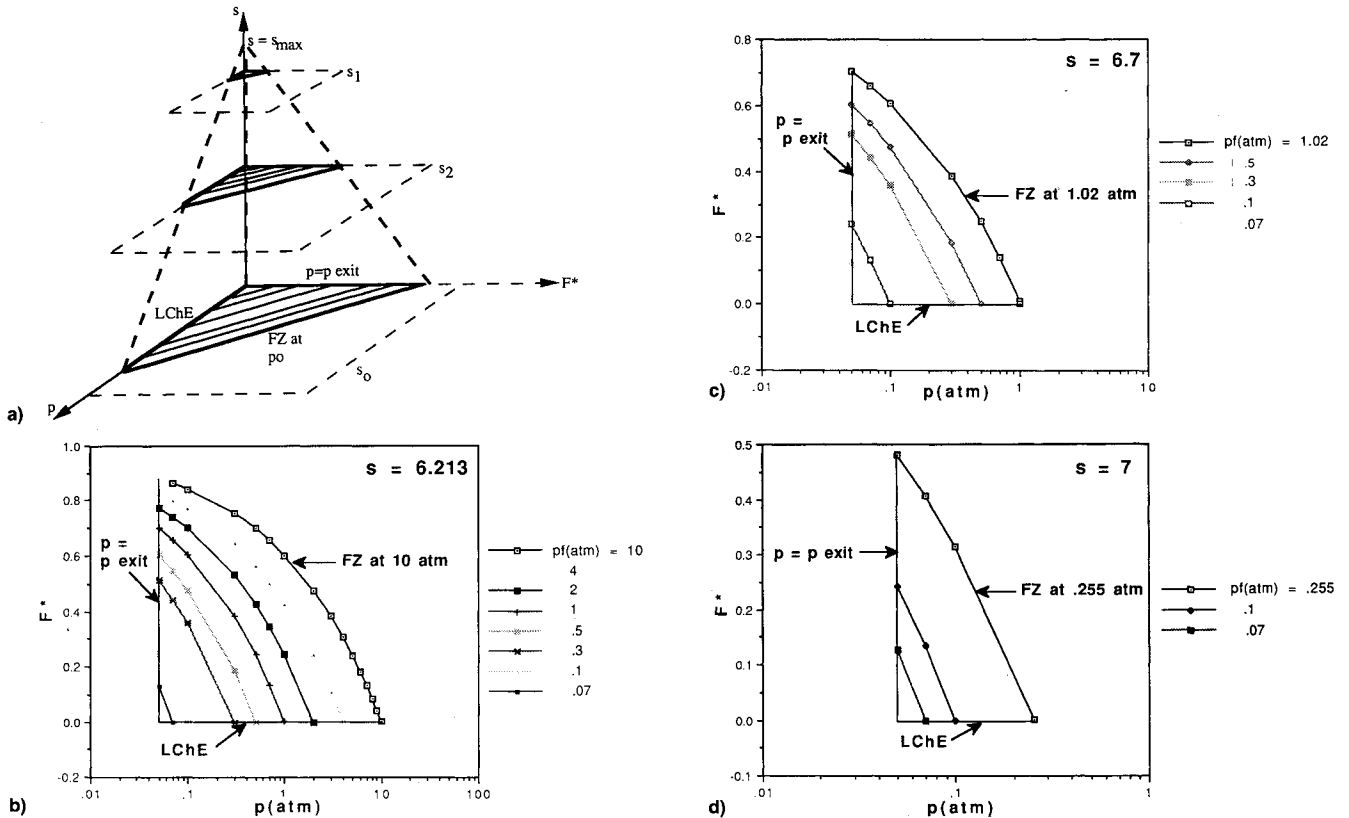 s
s = smax
s1
s2
p=p exit
F*
LChE
FZ at
po
so
p
a)
s = 6.213
1.0
0.8
0.6
0.4
0.2
0.0
-0.2
F*
p =
p exit
FZ at 10 atm
LChE
.01
.1
1
10
100
p(atm)
pf(atm) = 10
4
2
1
.5
.3
.1
.07
b)
s = 6.7
0.8
0.6
0.4
0.2
0.0
-0.2
F*
p =
p exit
FZ at 1.02 atm
LChE
.01
.1
1
10
p(atm)
pf(atm) = 1.02
.5
.3
.1
.07
c)
s = 7
0.5
0.4
0.3
0.2
0.1
0.0
-0.1
F*
p = p exit
FZ at .255 atm
LChE
.01
.1
1
p(atm)
pf(atm) = .255
.1
.07
d)